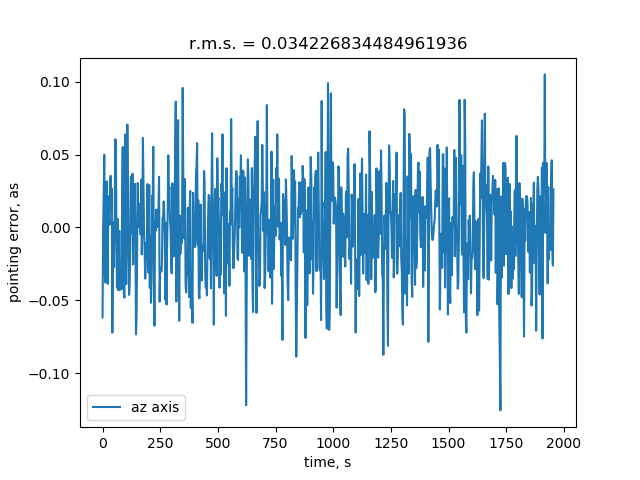 r.m.s. = 0.034226834484961936
0.10
0.05
0.00
−0.05
−0.10
pointing error, as
az axis
0 250 500 750 1000 1250 1500 1750 2000
time, s